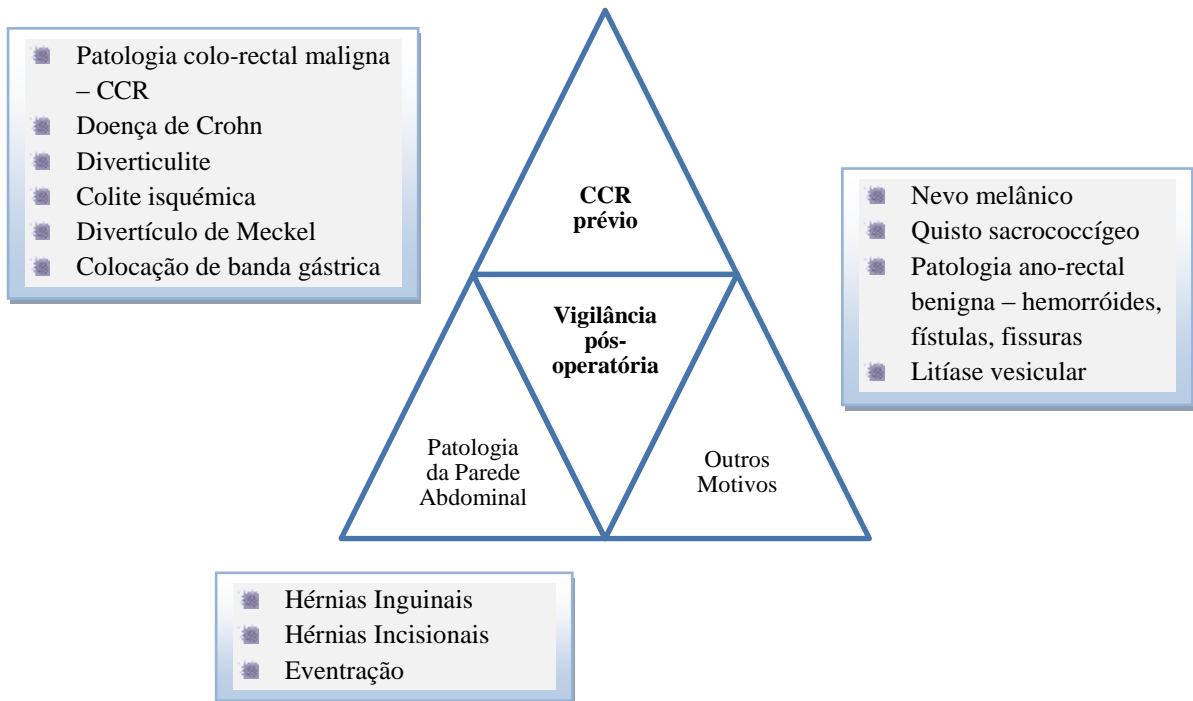 Patologia colo-rectal maligna
– CCR
Doença de Crohn
Diverticulite
Colite isquémica
Divertículo de Meckel
Colocação de banda gástrica
CCR
prévio
Vigilância
pós-
operatória
Patologia
da Parede
Abdominal
Outros
Motivos
Nevo melânico
Quisto sacrococcígeo
Patologia ano-rectal
benigna – hemorróides,
fístulas, fissuras
Litíase vesicular
Hérnias Inguinais
Hérnias Incisionais
Eventração